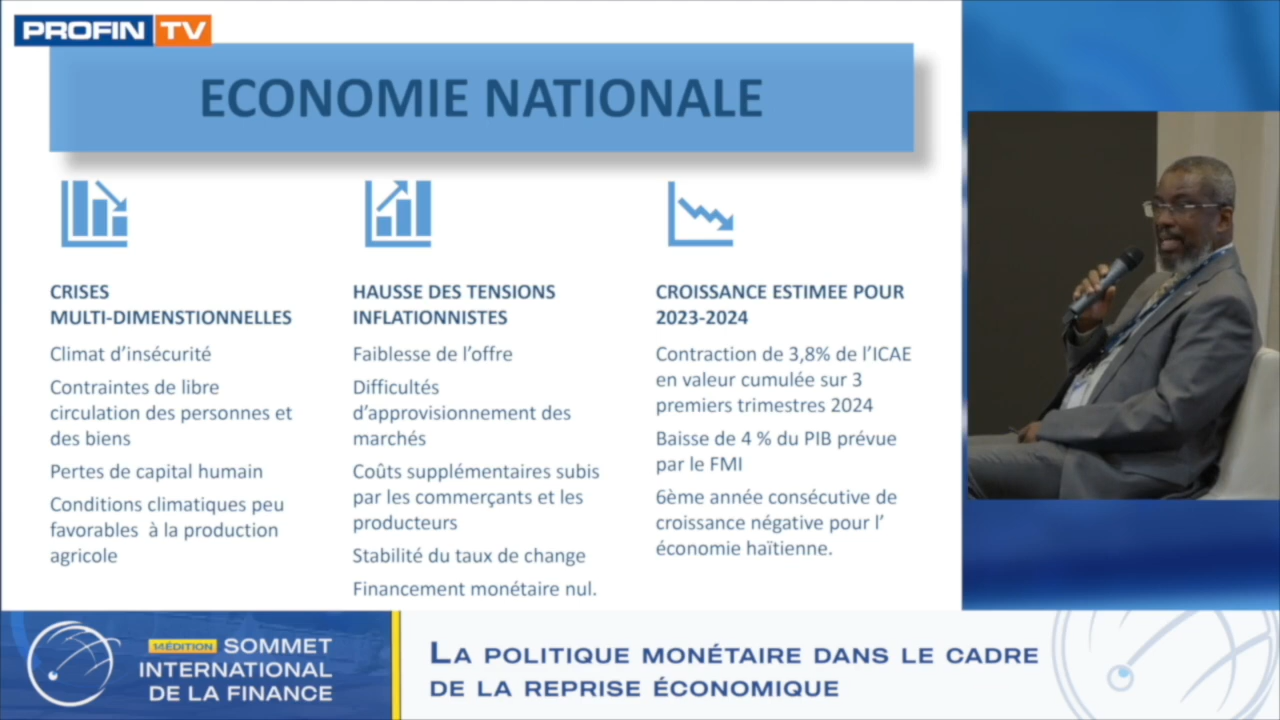 PROFIN TV
ECONOMIE NATIONALE
CRISES
MULTI-DIMENSTIONNELLES
Climat d’insécurité
Contraintes de libre
circulation des personnes et
des biens
Pertes de capital humain
Conditions climatiques peu
favorables à la production
agricole
HAUSSE DES TENSIONS
INFLATIONNISTES
Faiblesse de l’offre
Difficultés
d’approvisionnement des
marchés
Coûts supplémentaires subis
par les commerçants et les
producteurs
Stabilité du taux de change
Financement monétaire nul.
CROISSANCE ESTIMEE POUR
2023-2024
Contraction de 3,8% de l’ICAE
en valeur cumulée sur 3
premiers trimestres 2024
Baisse de 4 % du PIB prévue
par le FMI
6ème année consécutive de
croissance négative pour l’
économie haïtienne.
14ÉDITION SOMMET
INTERNATIONAL
DE LA FINANCE
LA POLITIQUE MONÉTAIRE DANS LE CADRE
DE LA REPRISE ÉCONOMIQUE